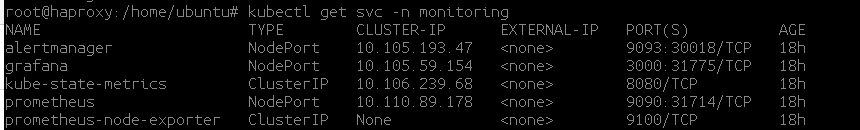 root@haproxy:/home/ubuntu# kubectl get svc -n monitoring
NAME TYPE CLUSTER-IP EXTERNAL-IP PORT(S) AGE
alertmanager NodePort 10.105.193.47 <none> 9093:30018/TCP 18h
grafana NodePort 10.105.59.154 <none> 3000:31775/TCP 18h
kube-state-metrics ClusterIP 10.106.239.68 <none> 8080/TCP 18h
prometheus NodePort 10.110.89.178 <none> 9090:31714/TCP 18h
prometheus-node-exporter ClusterIP None <none> 9100/TCP 18h